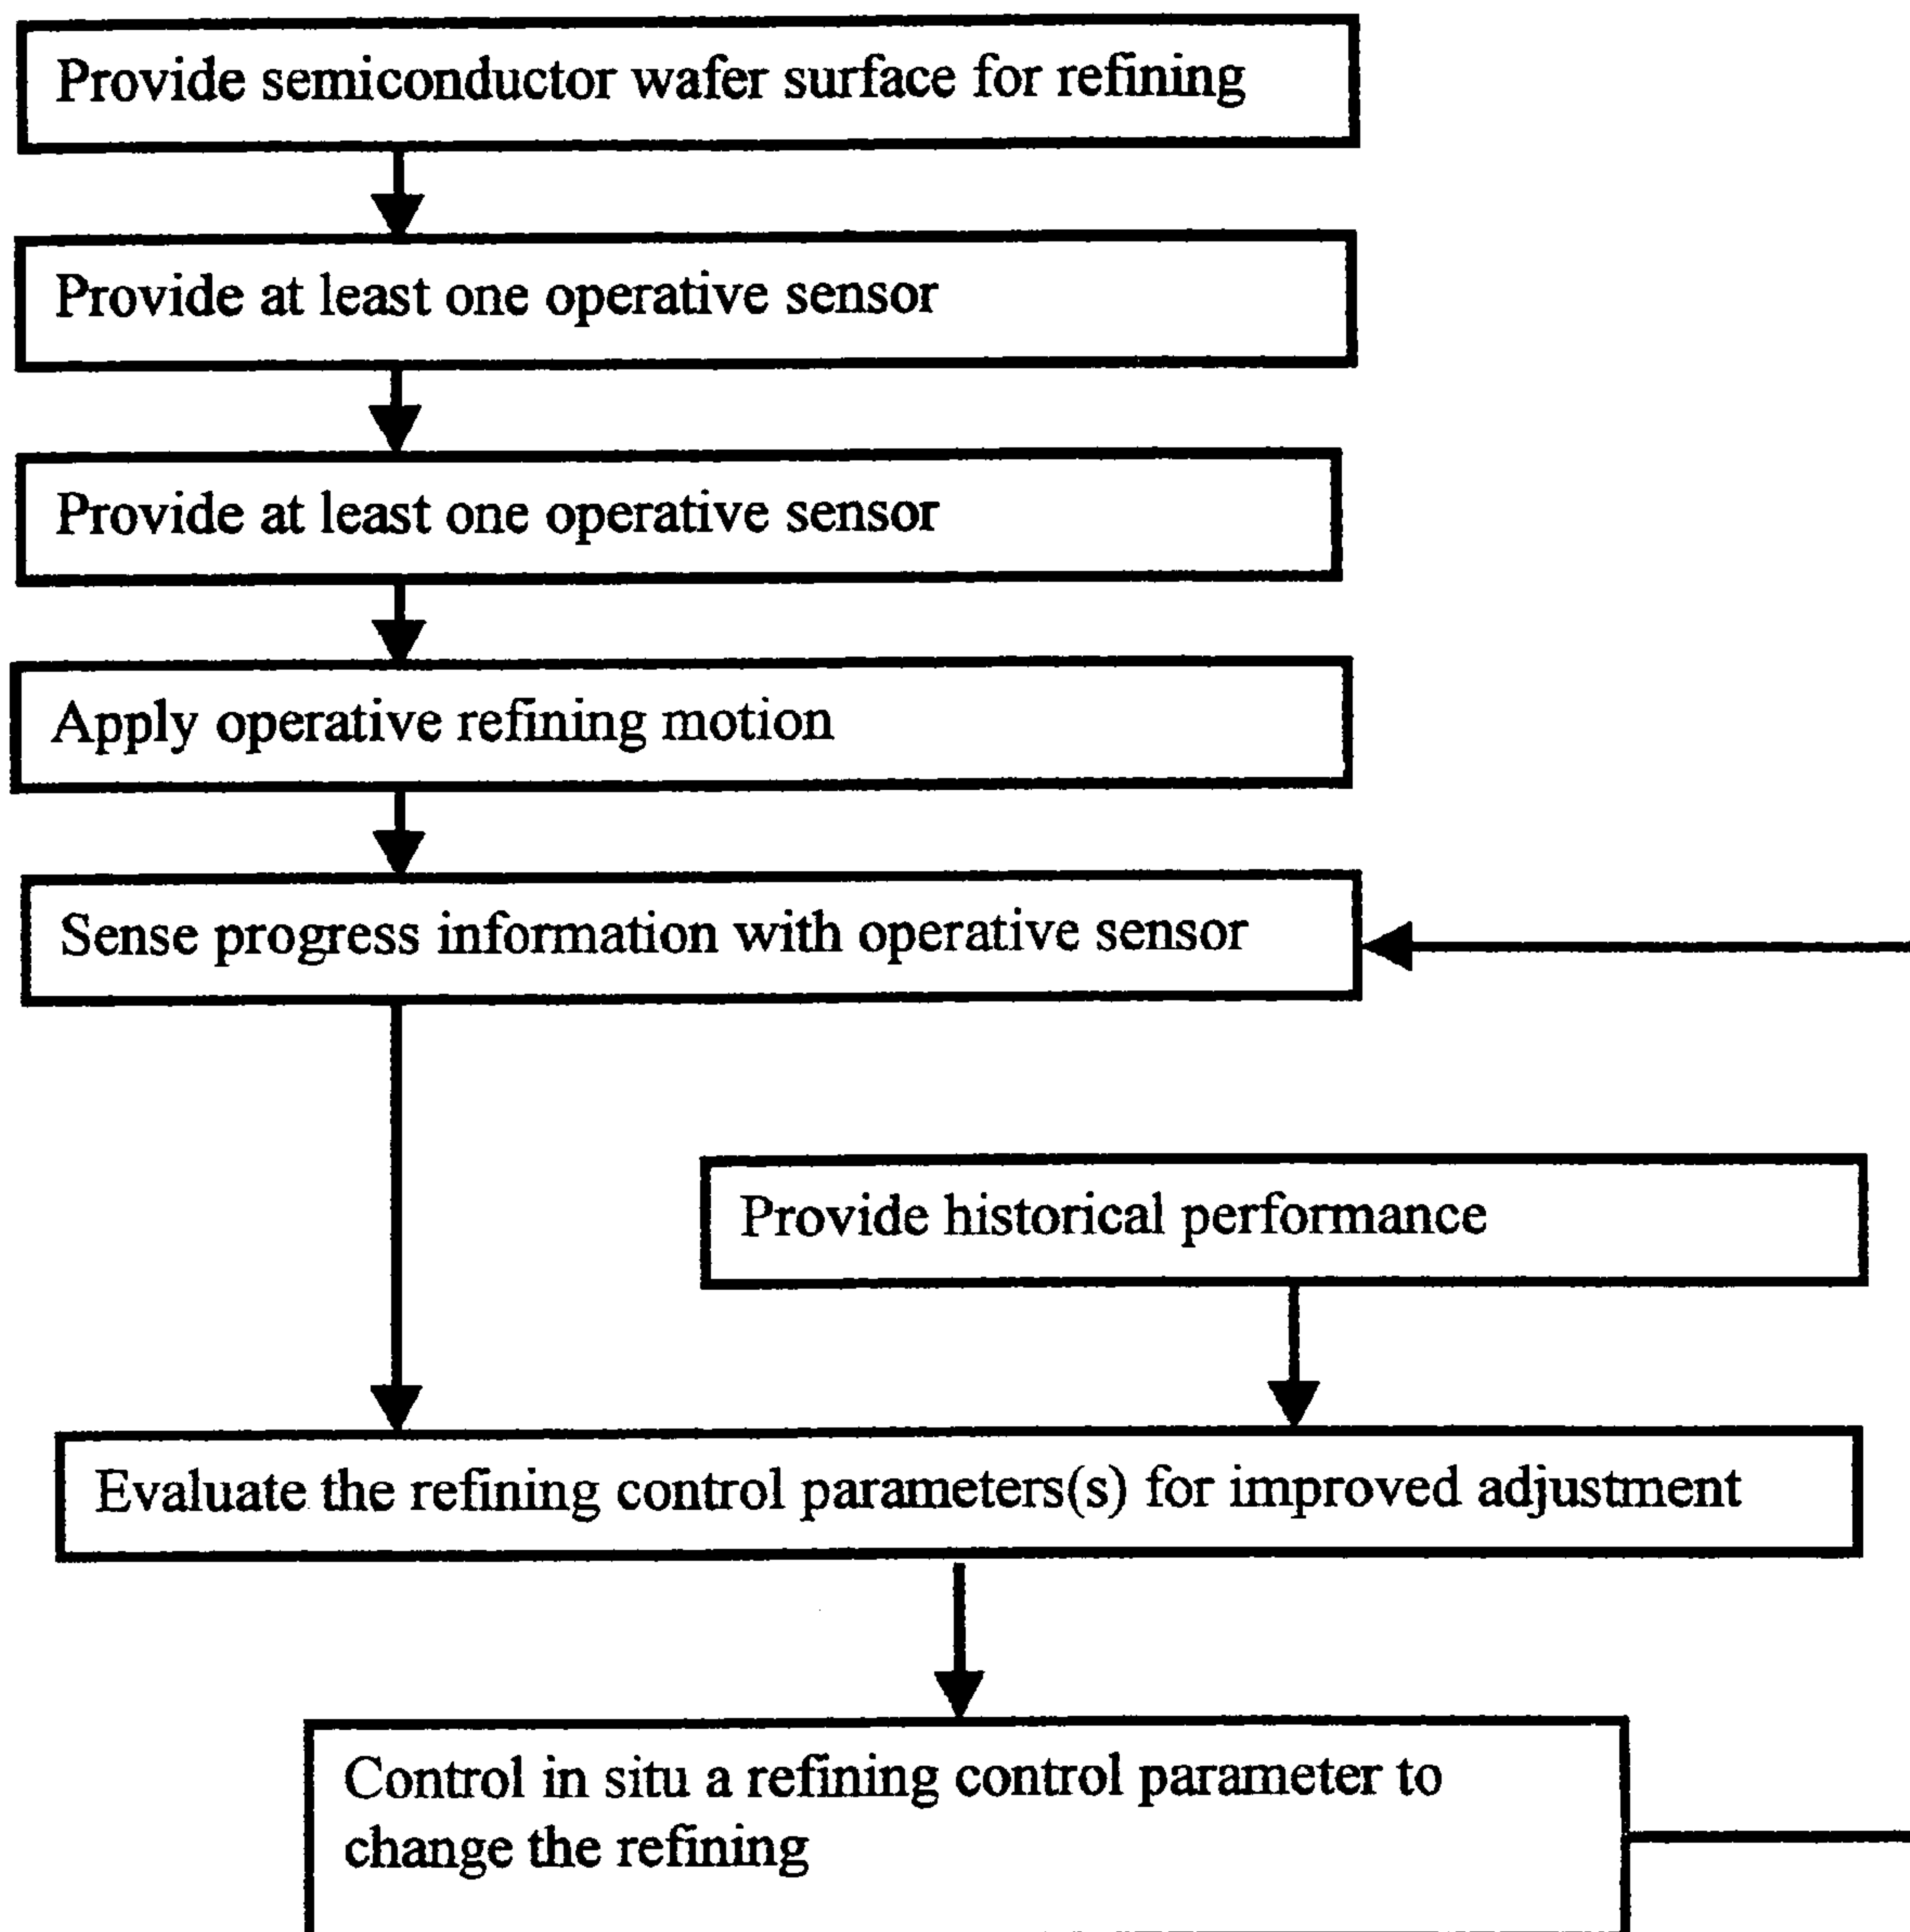 Provide semiconductor wafer surface for refining
Provide at least one operative sensor
Provide at least one operative sensor
Apply operative refining motion
Sense progress information with operative sensor
Provide historical performance
Evaluate the refining control parameters(s) for improved adjustment
Control in situ a refining control parameter to
change the refining